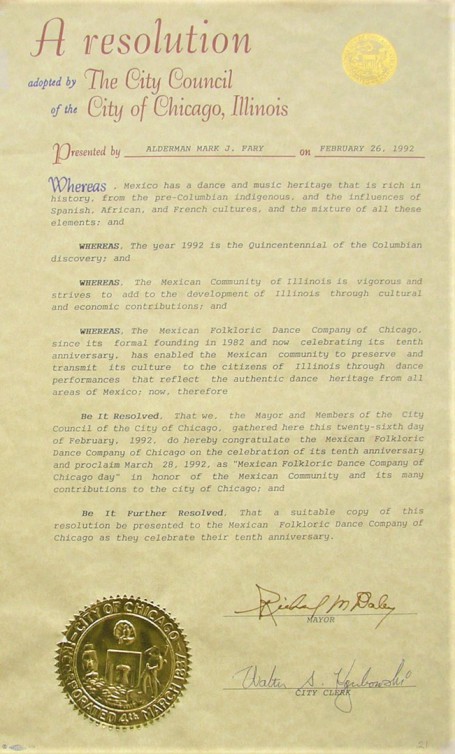 A resolution
adopted by The City Council
of the City of Chicago, Illinois
Presented by ALDERMAN MARK J. FARY on FEBRUARY 26, 1992
Whereas, Mexico has a dance and music heritage that is rich in
history, from the pre-Columbian indigenous, and the influences of
Spanish, African, and French cultures, and the mixture of all these
elements; and
WHEREAS, The year 1992 is the Quincentennial of the Columbian
discovery; and
WHEREAS, The Mexican Community of Illinois is vigorous and
strives to add to the development of Illinois through cultural
and economic contributions; and
WHEREAS, The Mexican Folkloric Dance Company of Chicago,
since its formal founding in 1982 and now celebrating its tenth
anniversary, has enabled the Mexican community to preserve and
transmit its culture to the citizens of Illinois through dance
performances that reflect the authentic dance heritage from all
areas of Mexico; now, therefore
Be It Resolved, That we, the Mayor and Members of the City
Council of the City of Chicago, gathered here this twenty-sixth day
of February, 1992, do hereby congratulate the Mexican Folkloric
Dance Company of Chicago on the celebration of its tenth anniversary
and proclaim March 28, 1992, as "Mexican Folkloric Dance Company of
Chicago day" in honor of the Mexican Community and its many
contributions to the city of Chicago; and
Be It Further Resolved, That a suitable copy of this
resolution be presented to the Mexican Folkloric Dance Company of
Chicago as they celebrate their tenth anniversary.
Richard M Daley
MAYOR
Walter S.
CITY CLERK
CITY OF CHICAGO
INCORPORATED 4th MARCH 1837